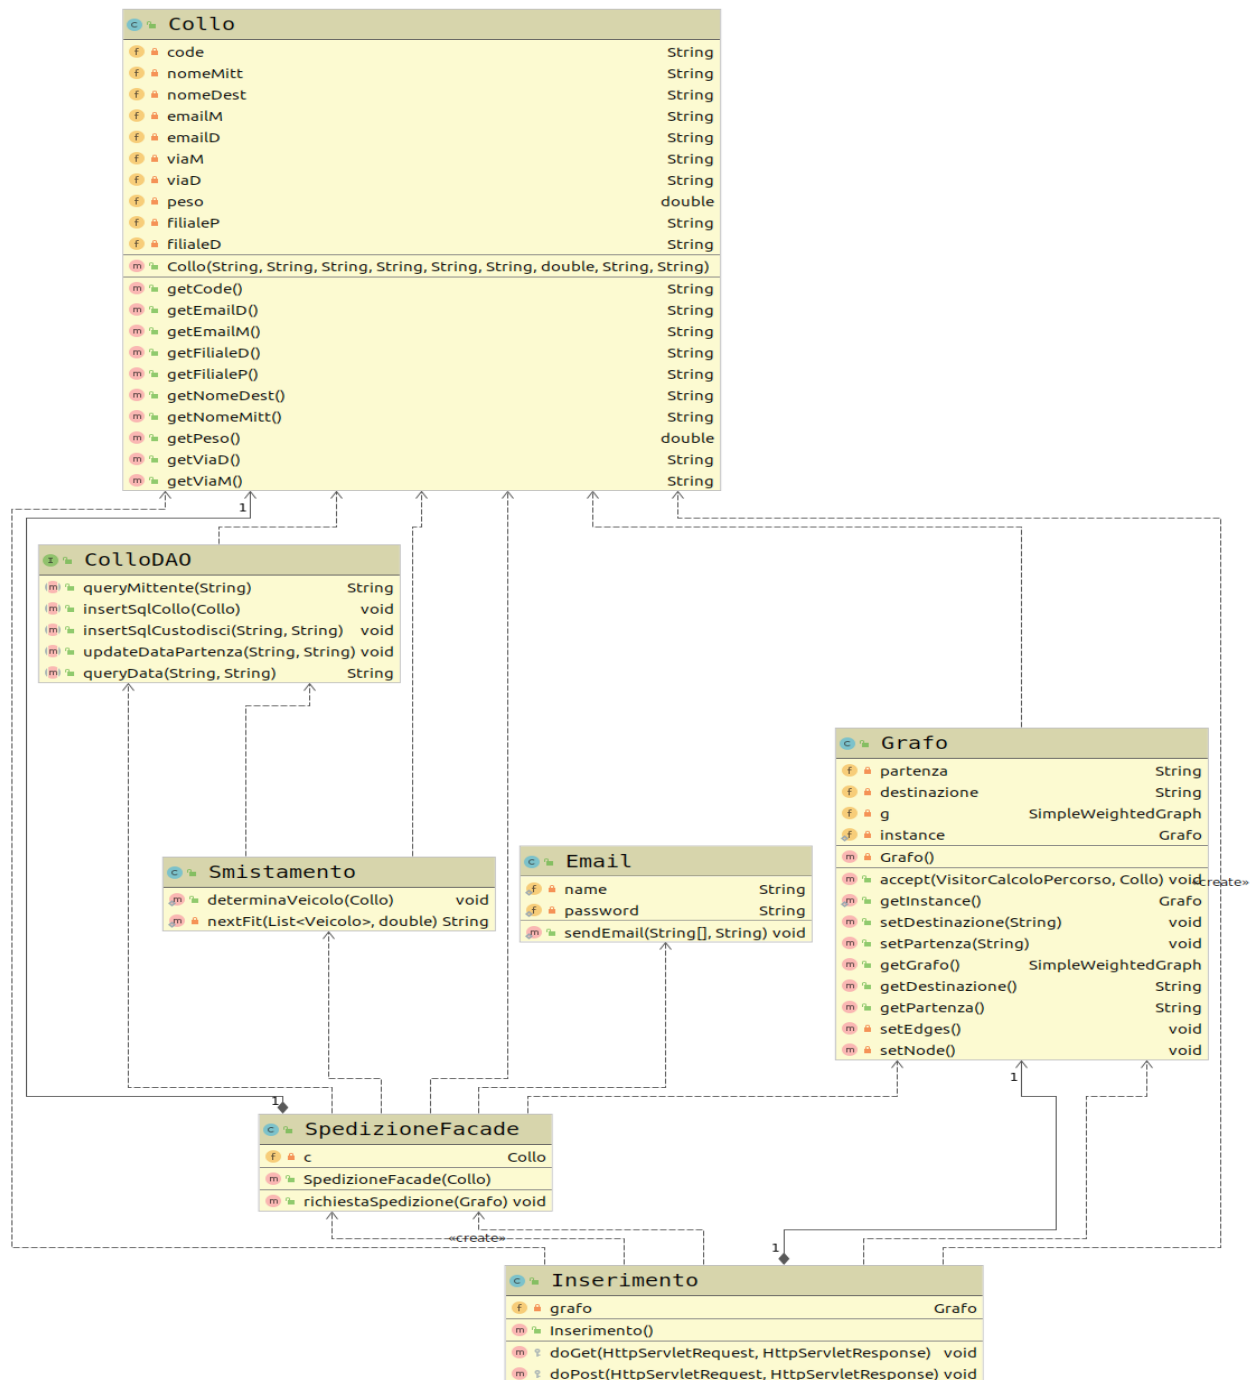 Collo
code String
nomeMitt String
nomeDest String
emailM String
emailD String
viaM String
viaD String
peso double
filialeP String
filialeD String
Collo(String, String, String, String, String, String, double, String, String)
getCode() String
getEmailD() String
getEmailM() String
getFilialeD() String
getFilialeP() String
getNomeDest() String
getNomeMitt() String
getPeso() double
getViaD() String
getViaM() String
1
ColloDAO
queryMittente(String) String
insertSqlCollo(Collo) void
insertSqlCustodisci(String, String) void
updateDataPartenza(String, String) void
queryData(String, String) String
Grafo
partenza String
destinazione String
g SimpleWeightedGraph
instance Grafo
Grafo()
accept(VisitorCalcoloPercorso, Collo) void
«create»
getInstance() Grafo
setDestinazione(String) void
setPartenza(String) void
getGrafo() SimpleWeightedGraph
getDestinazione() String
getPartenza() String
setEdges() void
setNode() void
Smistamento
determinaVeicolo(Collo) void
nextFit(List<Veicolo>, double) String
Email
name String
password String
sendEmail(String[], String) void
1
1
SpedizioneFacade
c Collo
SpedizioneFacade(Collo)
richiestaSpedizione(Grafo) void
«create»
1
Inserimento
grafo Grafo
Inserimento()
doGet(HttpServletRequest, HttpServletResponse) void
doPost(HttpServletRequest, HttpServletResponse) void